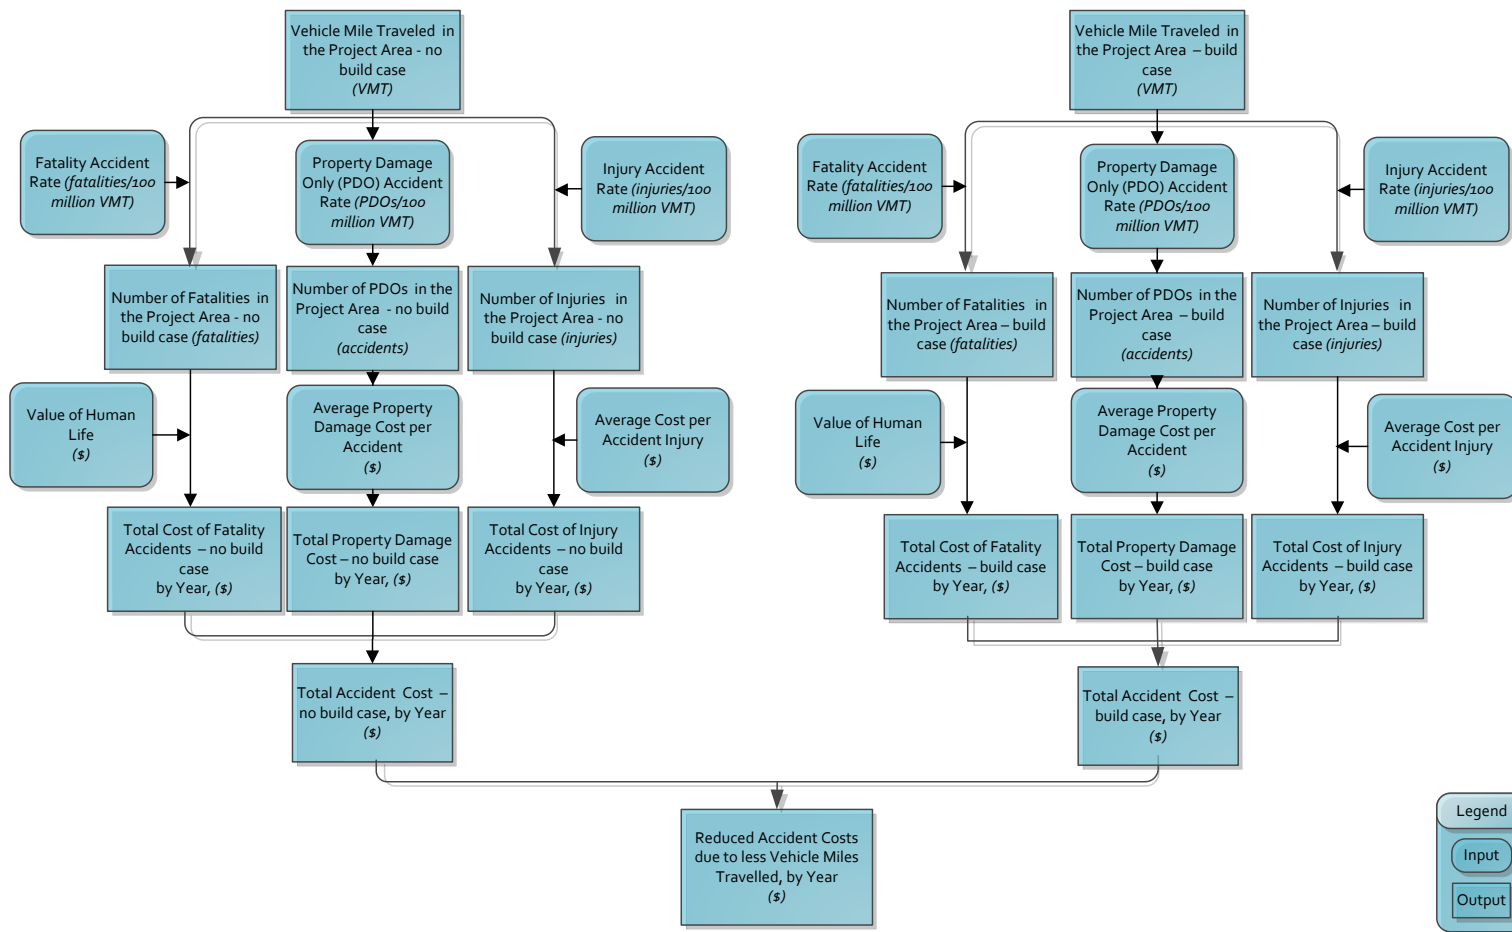 Vehicle Mile Traveled in
the Project Area - no
build case
(VMT)
Fatality Accident
Rate (fatalities/100
million VMT)
Property Damage
Only (PDO) Accident
Rate (PDOs/100
million VMT)
Injury Accident
Rate (injuries/100
million VMT)
Number of Fatalities in
the Project Area - no
build case (fatalities)
Number of PDOs in the
Project Area - no build
case
(accidents)
Number of Injuries in
the Project Area - no
build case (injuries)
Value of Human
Life
($)
Average Property
Damage Cost per
Accident
($)
Average Cost per
Accident Injury
($)
Total Cost of Fatality
Accidents – no build
case
by Year, ($)
Total Property Damage
Cost – no build case
by Year, ($)
Total Cost of Injury
Accidents – no build
case
by Year, ($)
Total Accident Cost –
no build case, by Year
($)
Vehicle Mile Traveled in
the Project Area – build
case
(VMT)
Fatality Accident
Rate (fatalities/100
million VMT)
Property Damage
Only (PDO) Accident
Rate (PDOs/100
million VMT)
Injury Accident
Rate (injuries/100
million VMT)
Number of Fatalities in
the Project Area – build
case (fatalities)
Number of PDOs in the
Project Area – build
case
(accidents)
Number of Injuries in
the Project Area – build
case (injuries)
Value of Human
Life
($)
Average Property
Damage Cost per
Accident
($)
Average Cost per
Accident Injury
($)
Total Cost of Fatality
Accidents – build case
by Year, ($)
Total Property Damage
Cost – build case
by Year, ($)
Total Cost of Injury
Accidents – build case
by Year, ($)
Total Accident Cost –
build case, by Year
($)
Reduced Accident Costs
due to less Vehicle Miles
Travelled, by Year
($)
Legend
Input
Output